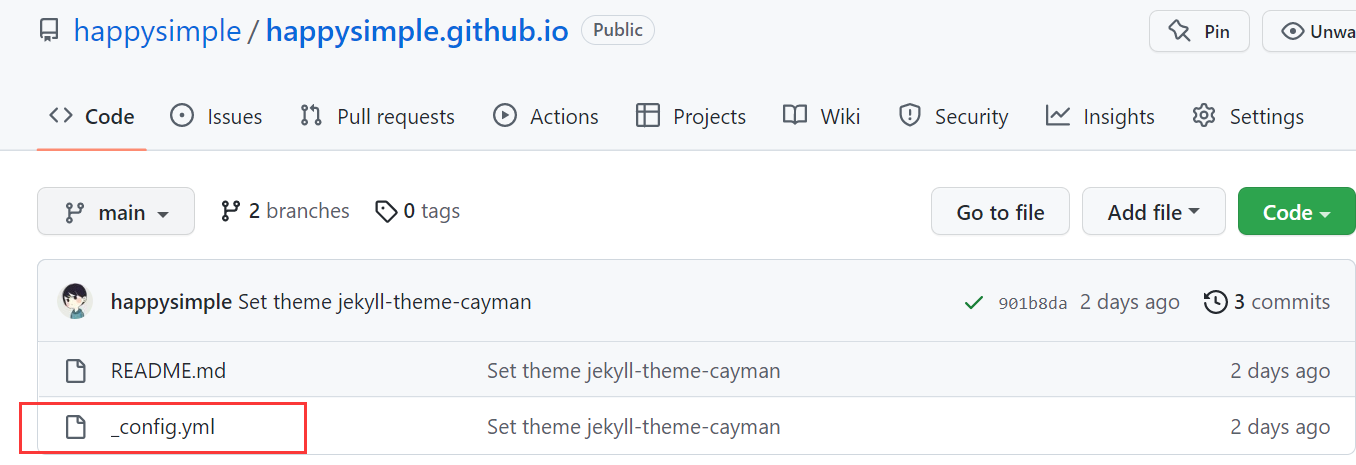 happysimple / happysimple.github.io Public Pin Unwa
Code Issues Pull requests Actions Projects Wiki Security Insights Settings
main 2 branches 0 tags Go to file Add file Code
happysimple Set theme jekyll-theme-cayman 901b8da 2 days ago 3 commits
README.md Set theme jekyll-theme-cayman 2 days ago
_config.yml Set theme jekyll-theme-cayman 2 days ago